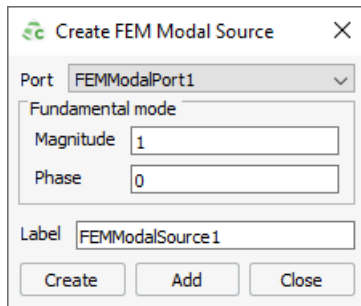 Create FEM Modal Source
Port FEMModalPort1
Fundamental mode
Magnitude 1
Phase 0
Label FEMModalSource1
Create Add Close